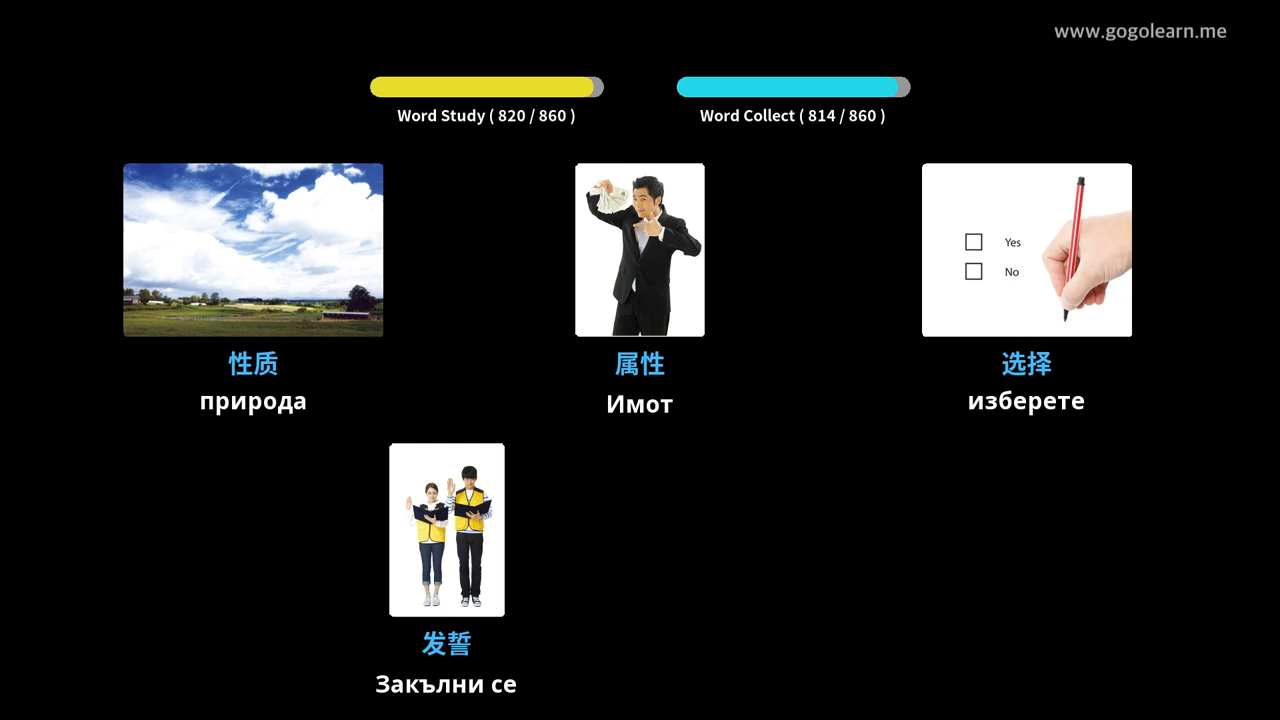 www.gogolearn.me
Word Study ( 820 / 860 )
Word Collect ( 814 / 860 )
Yes
No
性质
属性
选择
природа
Имот
изберете
发誓
Закълни се